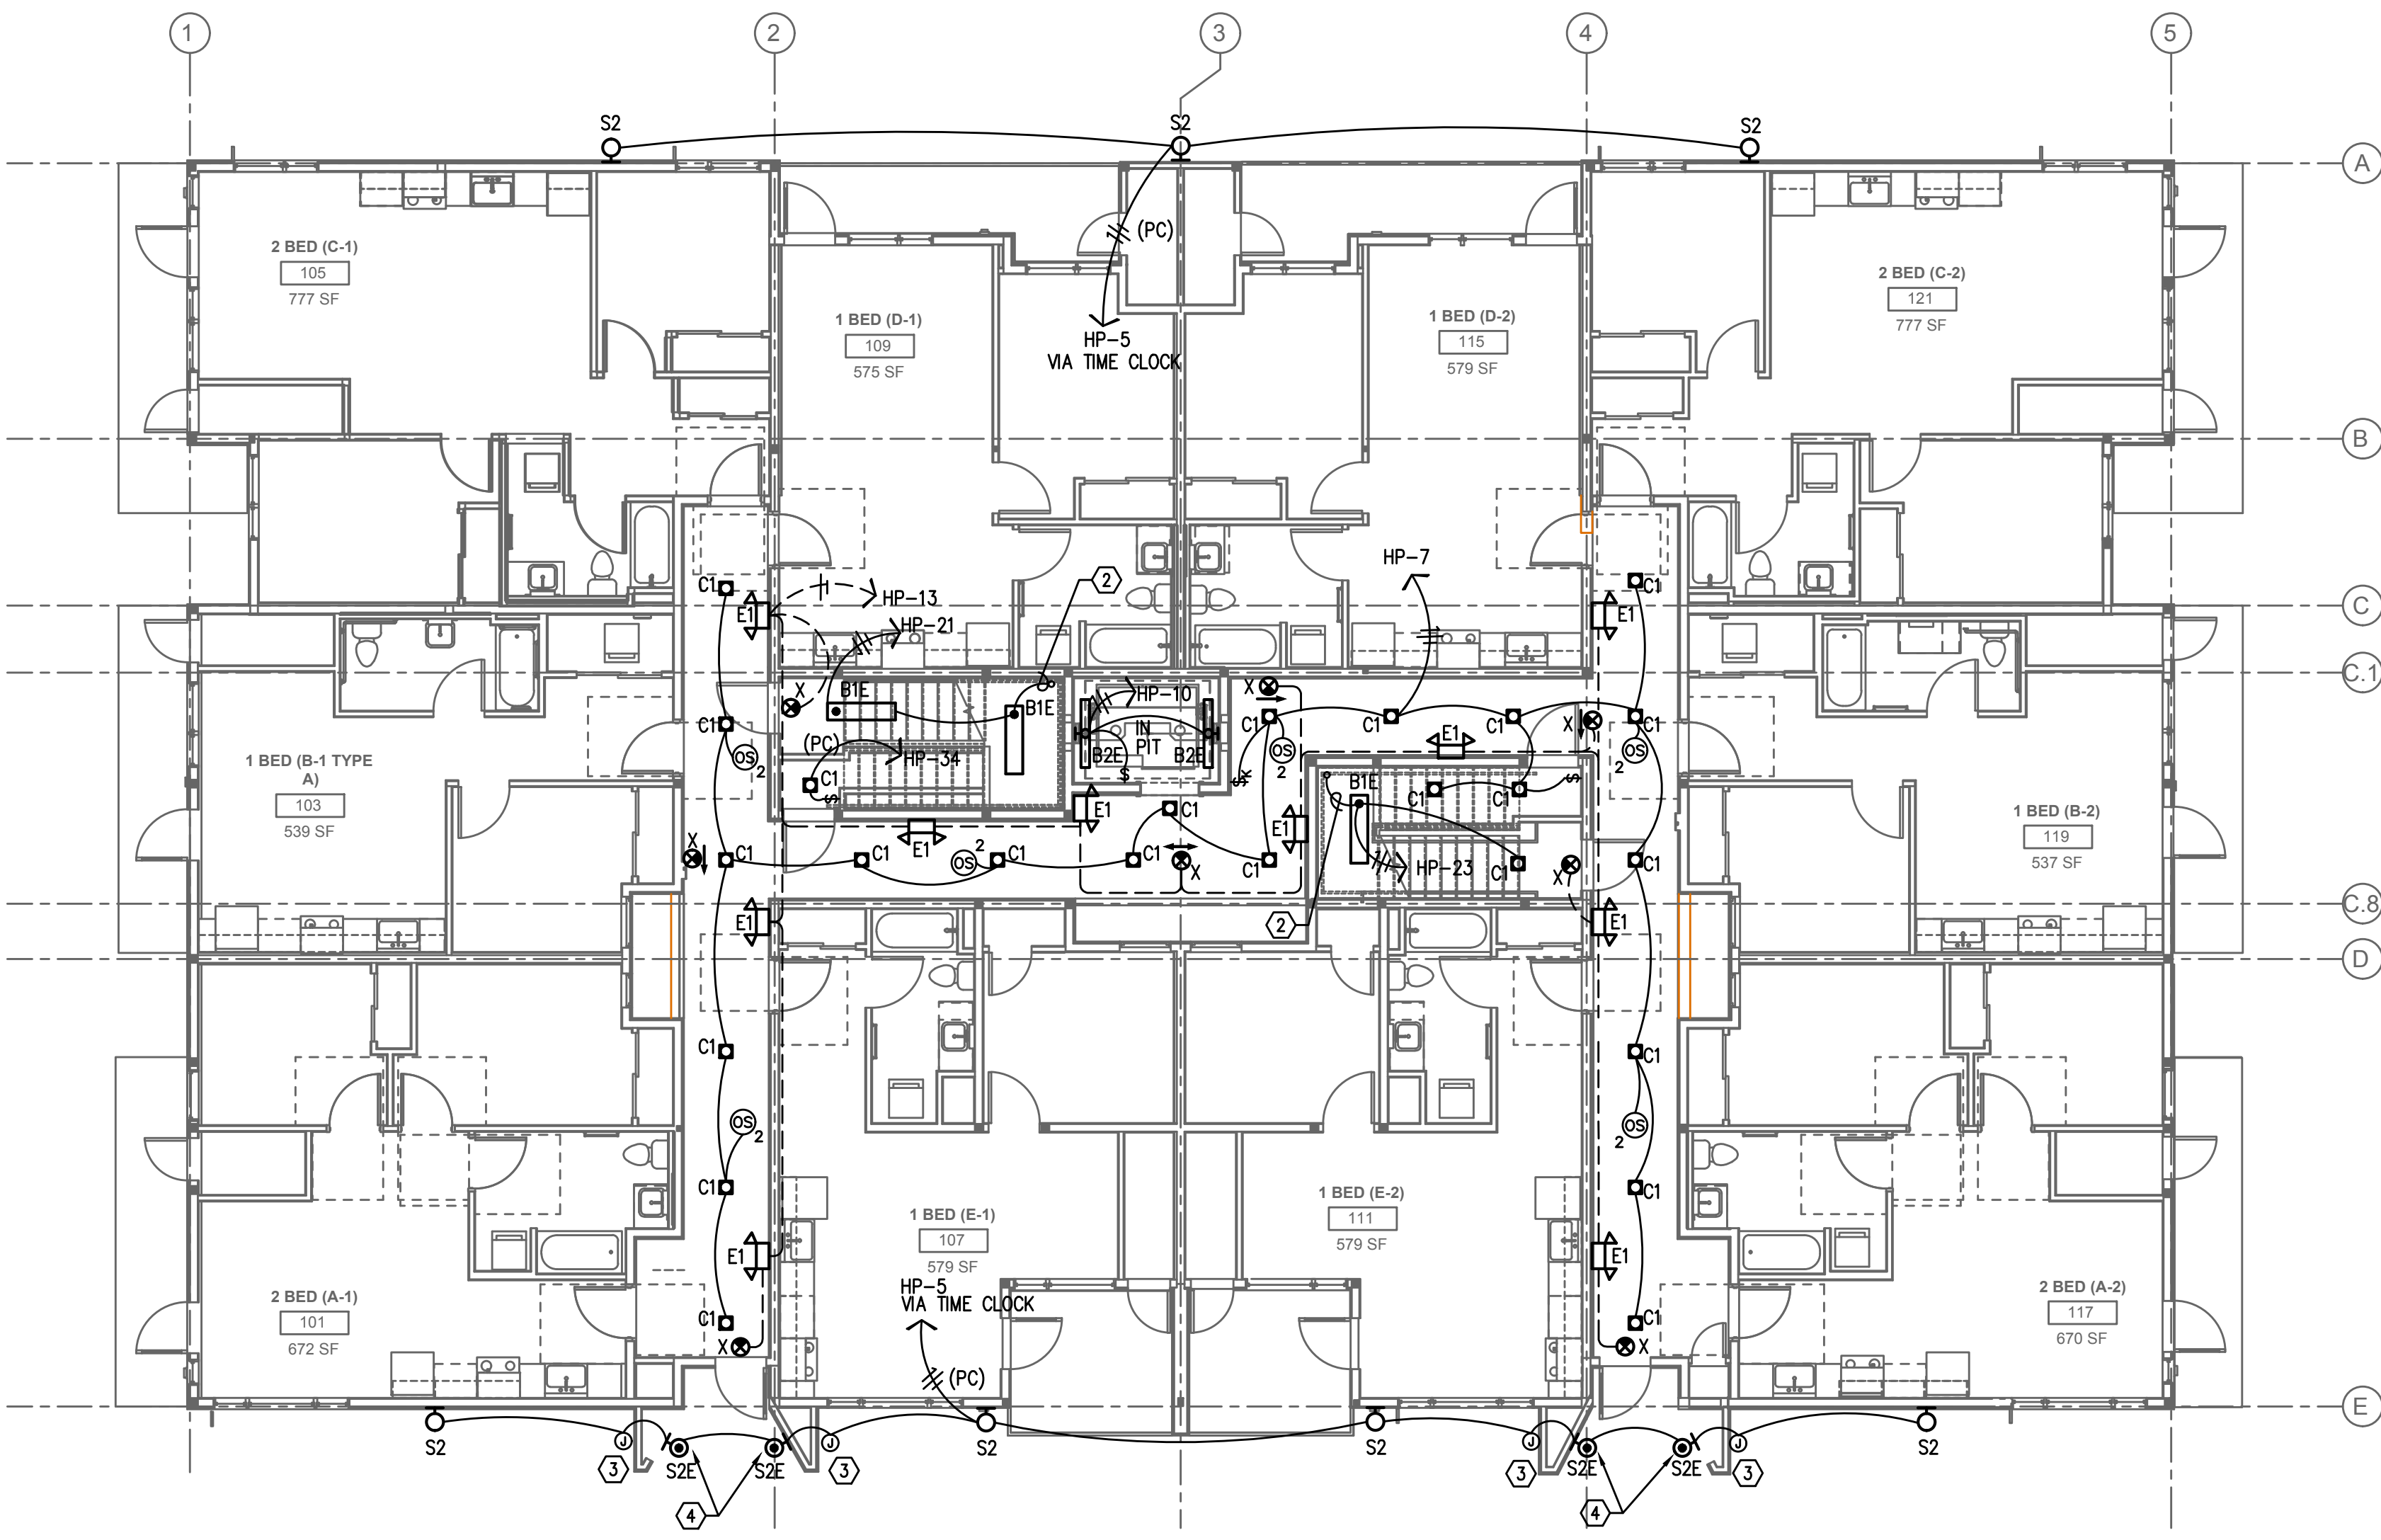 1
2
3
4
5
S2
S2
S2
A
2 BED (C-1)
105
777 SF
(PC)
2 BED (C-2)
121
777 SF
1 BED (D-1)
109
575 SF
HP-5
VIA TIME CLOCK
1 BED (D-2)
115
579 SF
B
HP-7
C1
E1
HP-13
2
C1
E1
C
HP-21
C.1
X
B1E
B1E
HP-10
X
C1
OS
2
(PC)
HP-34
C1
$
IN
PIT
B2E
B2E
$
$K
C1
OS
2
C1
C1
E1
X
C1
OS
2
1 BED (B-1 TYPE
A)
103
539 SF
E1
C1
E1
B1E
C1
C1
$
1 BED (B-2)
119
537 SF
X
C1
E1
C1
OS
2
C1
C1
X
C1
HP-23
C1
X
C1
E1
2
E1
C.8
D
C1
C1
OS
2
OS
2
C1
C1
1 BED (E-1)
107
579 SF
1 BED (E-2)
111
579 SF
E1
E1
2 BED (A-1)
101
672 SF
HP-5
VIA TIME CLOCK
2 BED (A-2)
117
670 SF
C1
X
C1
X
(PC)
E
S2
J
3
S2E
S2E
J
3
S2
S2
J
3
S2E
S2E
J
3
S2
4
4